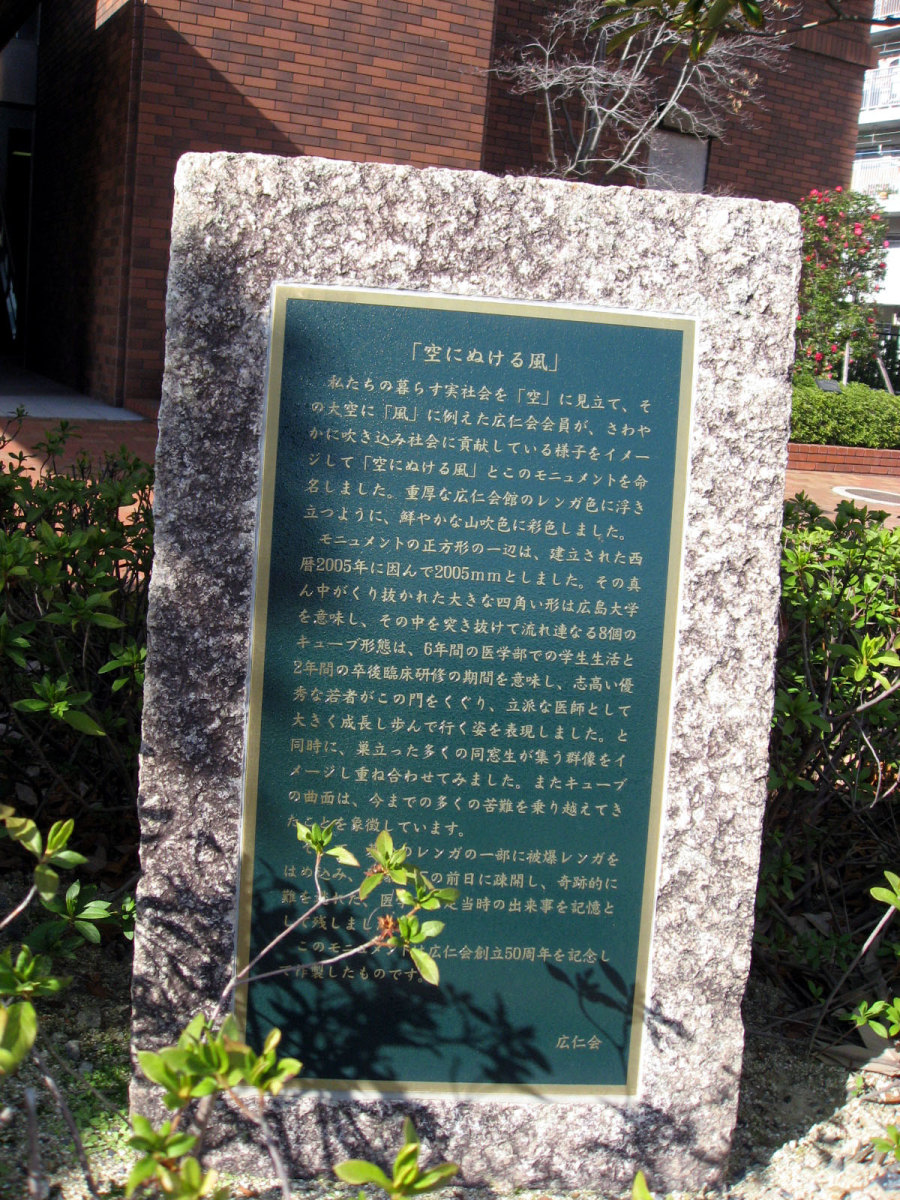 「空にぬける風」
私たちの暮らす実社会を「空」に見立て、そ
の大空に「風」に例えた広仁会会員が、さわや
かに吹き込み社会に貢献している様子をイメー
ジして「空にぬける風」とこのモニュメントを命
名しました。重厚な広仁会館のレンガ色に浮き
立つように、鮮やかな山吹色に彩色しました。
モニュメントの正方形の一辺は、建立された西
暦2005年に因んで2005mmとしました。その真
ん中がくり抜かれた大きな四角い形は広島大学
を意味し、その中を突き抜けて流れ連なる8個の
キューブ形態は、6年間の医学部での学生生活と
2年間の卒後臨床研修の期間を意味し、志高い優
秀な若者がこの門をくぐり、立派な医師として
大きく成長し歩んで行く姿を表現しました。と
同時に、巣立った多くの同窓生が集う群像をイ
メージし重ね合わせてみました。またキューブ
の曲面は、今までの多くの苦難を乗り越えてき
たことを象徴しています。
のレンガの一部に被爆レンガを
はめ込み、の前日に疎開し、奇跡的に
難を医当時の出来事を記憶と
して残しまし
このモニュメントは広仁会創立50周年を記念し
て作製したものです。
広仁会